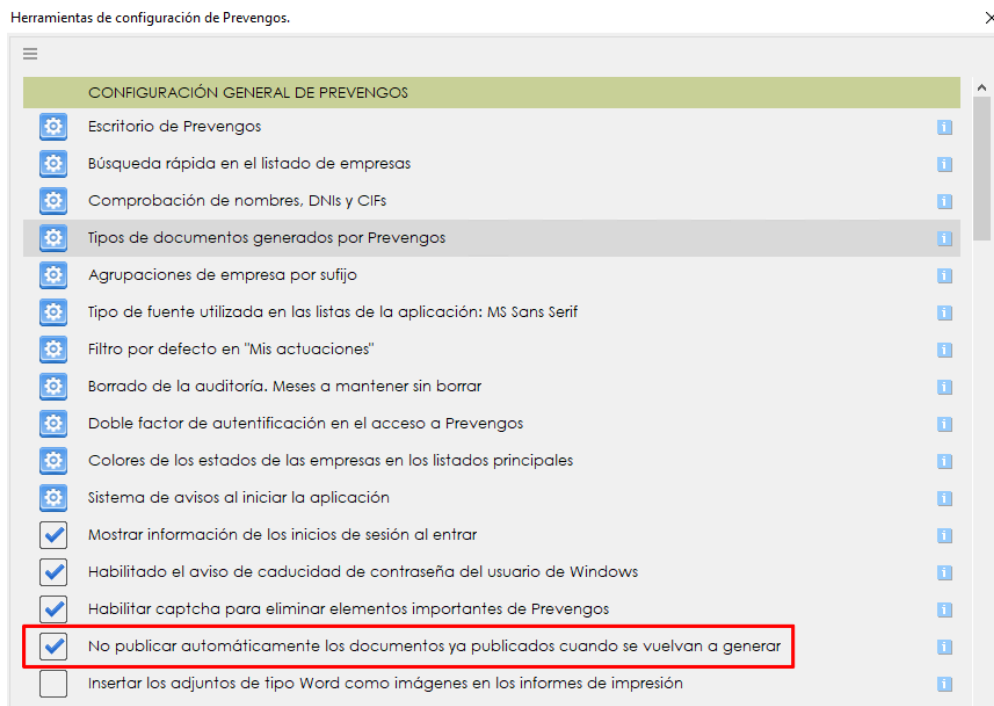 Herramientas de configuración de Prevengos.
CONFIGURACIÓN GENERAL DE PREVENGOS
Escritorio de Prevengos
Búsqueda rápida en el listado de empresas
Comprobación de nombres, DNIs y CIFs
Tipos de documentos generados por Prevengos
Agrupaciones de empresa por sufijo
Tipo de fuente utilizada en las listas de la aplicación: MS Sans Serif
Filtro por defecto en "Mis actuaciones"
Borrado de la auditoría. Meses a mantener sin borrar
Doble factor de autentificación en el acceso a Prevengos
Colores de los estados de las empresas en los listados principales
Sistema de avisos al iniciar la aplicación
Mostrar información de los inicios de sesión al entrar
Habilitado el aviso de caducidad de contraseña del usuario de Windows
Habilitar captcha para eliminar elementos importantes de Prevengos
No publicar automáticamente los documentos ya publicados cuando se vuelvan a generar
Insertar los adjuntos de tipo Word como imágenes en los informes de impresión